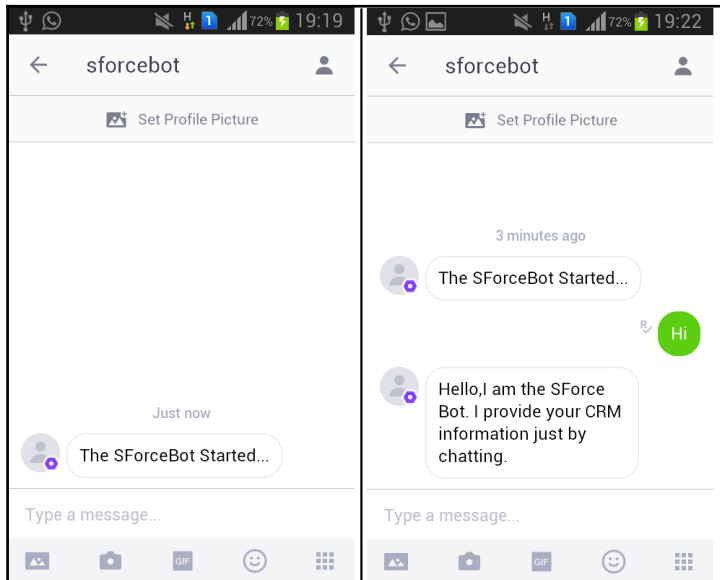 H 1 72% 19:19
sforcebot
Set Profile Picture
Just now
The SForceBot Started...
Type a message...
GIF
H 1 72% 19:22
sforcebot
Set Profile Picture
3 minutes ago
The SForceBot Started...
R Hi
Hello,I am the SForce
Bot. I provide your CRM
information just by
chatting.
Type a message...
GIF